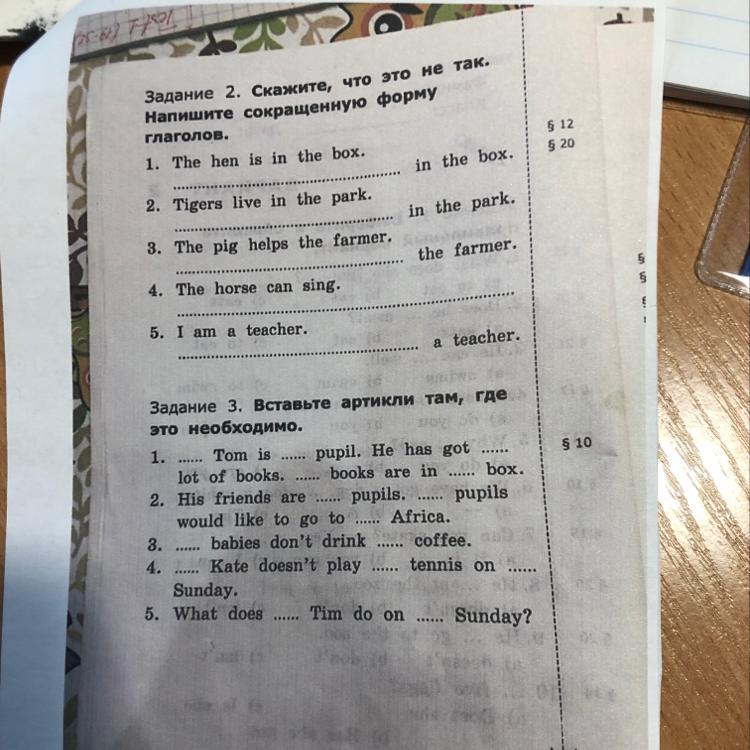 Задание 2. Скажите, что это не так.
Напишите сокращенную форму
глаголов.
§ 12
§ 20
1. The hen is in the box.
.................... in the box.
2. Tigers live in the park.
.................... in the park.
3. The pig helps the farmer.
.................... the farmer.
4. The horse can sing.
....................
5. I am a teacher.
.................... a teacher.
Задание 3. Вставьте артикли там, где
это необходимо.
§ 10
1. ...... Tom is ...... pupil. He has got ......
lot of books. ...... books are in ...... box.
2. His friends are ...... pupils. ...... pupils
would like to go to ...... Africa.
3. ...... babies don't drink ...... coffee.
4. ...... Kate doesn't play ...... tennis on ......
Sunday.
5. What does ...... Tim do on ...... Sunday?